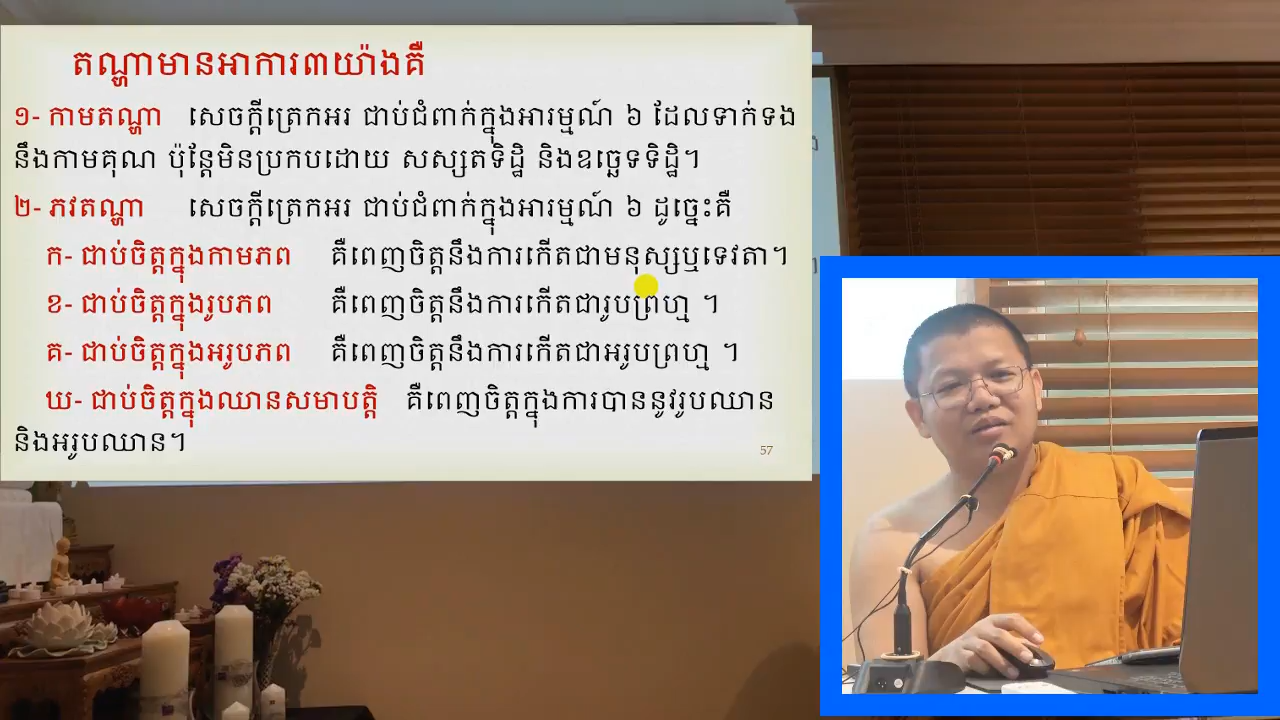 តណ្ហាមានអាការ៣យ៉ាងគឺ
១- កាមតណ្ហា សេចក្តីត្រេកអរ ជាប់ជំពាក់ក្នុងអារម្មណ៍ ៦ ដែលទាក់ទង
នឹងកាមគុណ ប៉ុន្តែមិនប្រកបដោយ សស្សតទិដ្ឋិ និងឧច្ឆេទទិដ្ឋិ។
២- ភវតណ្ហា សេចក្តីត្រេកអរ ជាប់ជំពាក់ក្នុងអារម្មណ៍ ៦ ដូច្នេះគឺ
ក- ជាប់ចិត្តក្នុងកាមភព គឺពេញចិត្តនឹងការកើតជាមនុស្សឬទេវតា។
ខ- ជាប់ចិត្តក្នុងរូបភព គឺពេញចិត្តនឹងការកើតជារូបព្រហ្ម ។
គ- ជាប់ចិត្តក្នុងអរូបភព គឺពេញចិត្តនឹងការកើតជាអរូបព្រហ្ម ។
ឃ- ជាប់ចិត្តក្នុងឈានសមាបត្តិ គឺពេញចិត្តក្នុងការបាននូវរូបឈាន
និងអរូបឈាន។
57